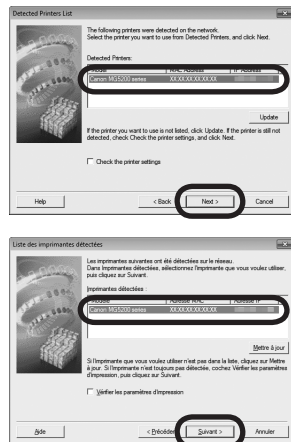 Detected Printers List
The following printers were detected on the network.
Select the printer you want to use from Detected Printers, and click Next.
Detected Printers:
Model MAC Address IP Address
Canon MG5200 series XX:XX:XX:XX:XX:XX
Update
If the printer you want to use is not listed, click Update. If the printer is still not
detected, check Check the printer settings, and click Next.
Check the printer settings
Help < Back Next > Cancel
Liste des imprimantes détectées
Les imprimantes suivantes ont été détectées sur le réseau.
Dans Imprimantes détectées, sélectionnez l'imprimante que vous voulez utiliser,
puis cliquez sur Suivant.
Imprimantes détectées :
Modèle Adresse MAC Adresse IP
Canon MG5200 series XX:XX:XX:XX:XX:XX
Mettre à jour
Si l'imprimante que vous voulez utiliser n'est pas dans la liste, cliquez sur Mettre
à jour. Si l'imprimante n'est toujours pas détectée, cochez Vérifier les paramètres
d'impression, puis cliquez sur Suivant.
Vérifier les paramètres d'impression
Aide < Précédent Suivant > Annuler